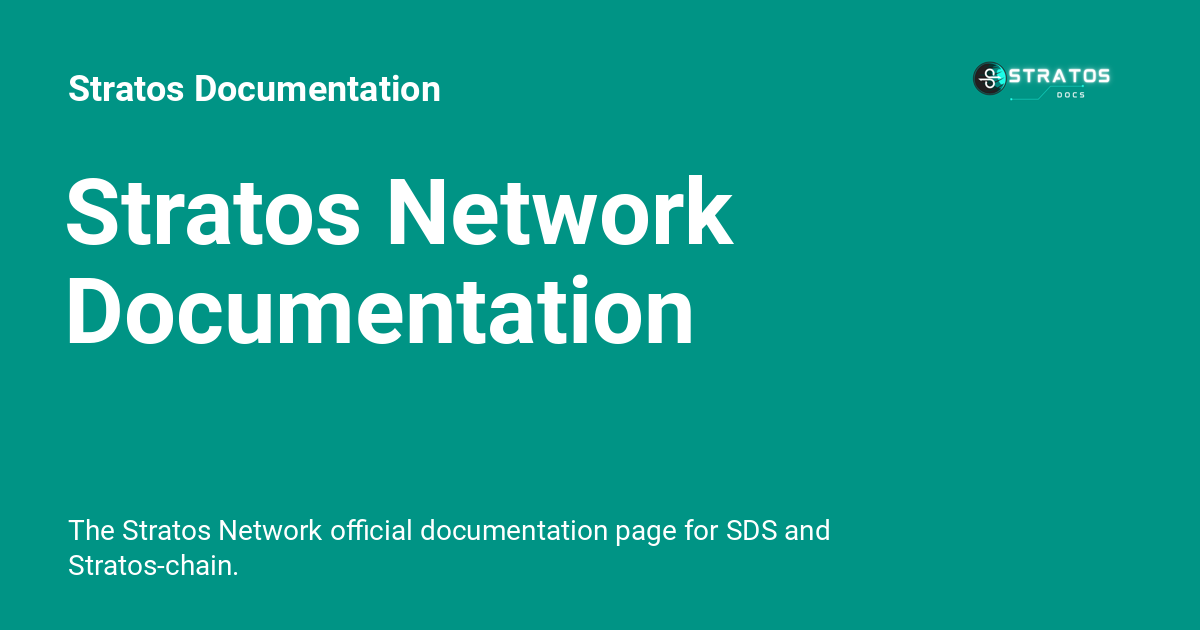 Stratos Documentation
STRATOS
DOCS
Stratos Network
Documentation
The Stratos Network official documentation page for SDS and
Stratos-chain.